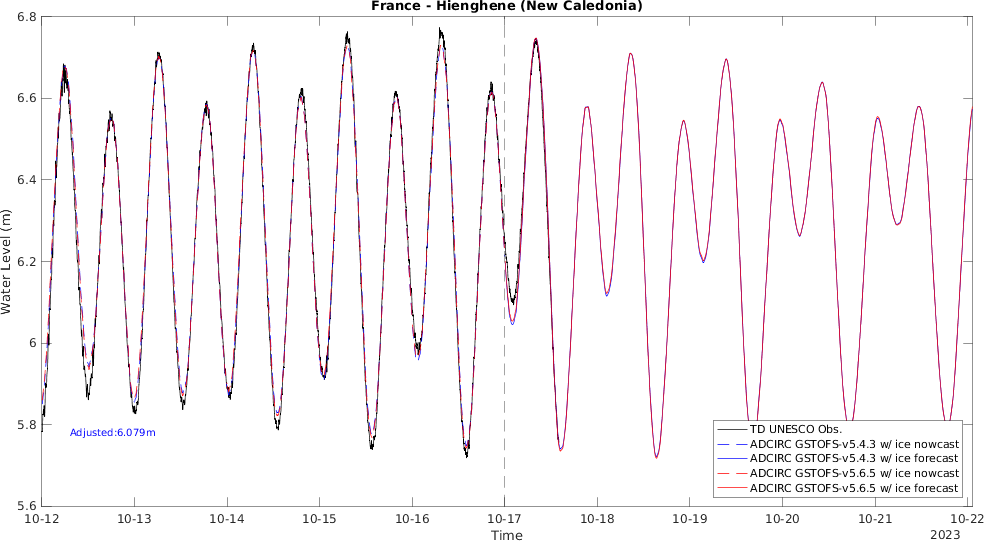 France - Hienghene (New Caledonia)
6.8
6.6
6.4
6.2
6
5.8
5.6
Water Level (m)
Adjusted:6.079m
TD UNESCO Obs.
ADCIRC GSTOFS-v5.4.3 w/ ice nowcast
ADCIRC GSTOFS-v5.4.3 w/ ice forecast
ADCIRC GSTOFS-v5.6.5 w/ ice nowcast
ADCIRC GSTOFS-v5.6.5 w/ ice forecast
10-12 10-13 10-14 10-15 10-16 10-17 10-18 10-19 10-20 10-21 10-22
Time
2023